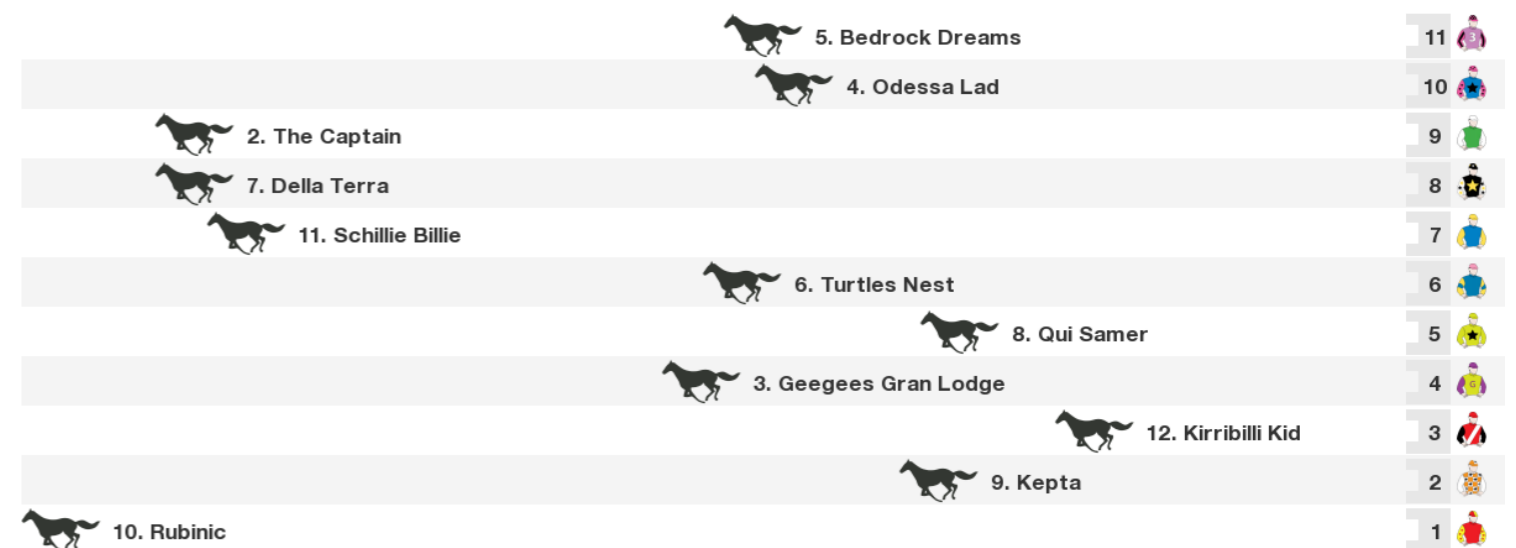 5. Bedrock Dreams 11 3
4. Odessa Lad 10
2. The Captain 9
7. Della Terra 8
11. Schillie Billie 7
6. Turtles Nest 6
8. Qui Samer 5
3. Geegees Gran Lodge 4 G
12. Kirribilli Kid 3
9. Kepta 2
10. Rubinic 1